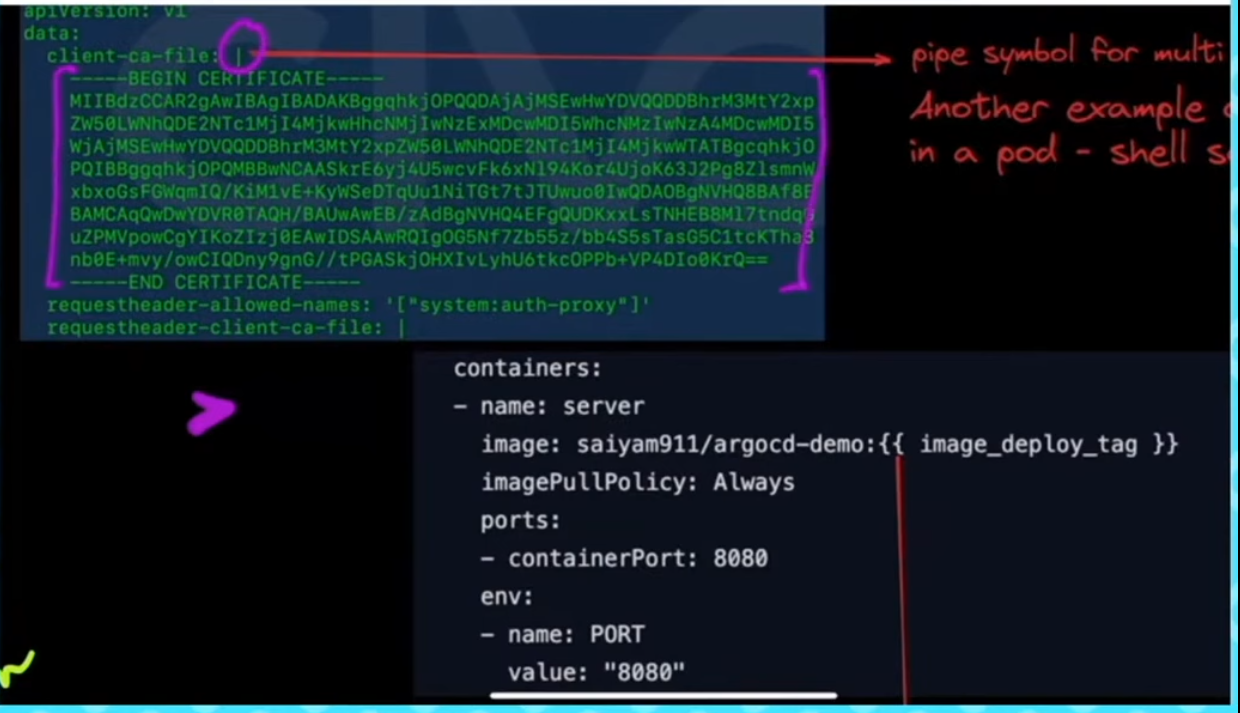 apiVersion: v1
data:
client-ca-file: |
-----BEGIN CERTIFICATE-----
MIIBdzCCAR2gAwIBAgIBADAKBggqhkjOPQQDAjAjMSEwHwYDVQQDDBhrM3MtY2xp
ZW50LWNhQDE2NTc1MjI4MjkwHhcNMjIwNzExMDcwMDI5WhcNMzIwNzA4MDcwMDI5
WjAjMSEwHwYDVQQDDBhrM3MtY2xpZW50LWNhQDE2NTc1MjI4MjkwWTATBgcqhkjO
PQIBBggqhkjOPQMBBwNCAASkrE6yj4U5wcvFk6xNl94Kor4UjoK63J2Pg8ZlsmnW
xbxoGsFGWqmIQ/KiM1vE+KyWSeDTqUu1NiTGt7tJTUwuo0IwQDAOBgNVHQ8BAf8E
BAMCAqQwDwYDVR0TAQH/BAUwAwEB/zAdBgNVHQ4EFgQUDKxxLsTNHEB8Ml7tndqG
uZPMVpowCgYIKoZIzj0EAwIDSAAwRQIgOG5Nf7Zb55z/bb4S5sTasG5C1tcKTha3
nb0E+mvy/owCIQDny9gnG//tPGASkjOHXIvLyhU6tkcOPPb+VP4DIo0KrQ==
-----END CERTIFICATE-----
requestheader-allowed-names: '["system:auth-proxy"]'
requestheader-client-ca-file: |
pipe symbol for multi
Another example
in a pod - shell
containers:
- name: server
image: saiyam911/argocd-demo:{{ image_deploy_tag }}
imagePullPolicy: Always
ports:
- containerPort: 8080
env:
- name: PORT
value: "8080"